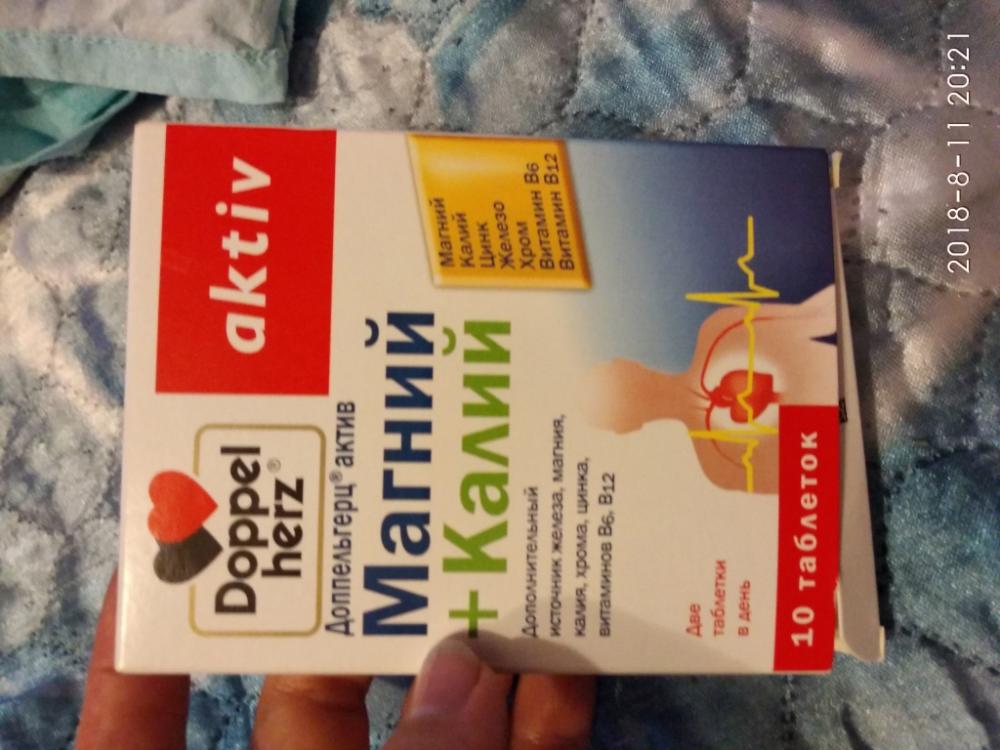 Doppel
herz®
aktiv
Доппельгерц® актив
Магний
+ Калий
Магний
Калий
Цинк
Железо
Хром
Витамин B6
Витамин B12
Дополнительный
источник железа, магния,
калия, хрома, цинка,
витаминов B6, B12
Две
таблетки
в день
10 таблеток
2018-8-11 20:21